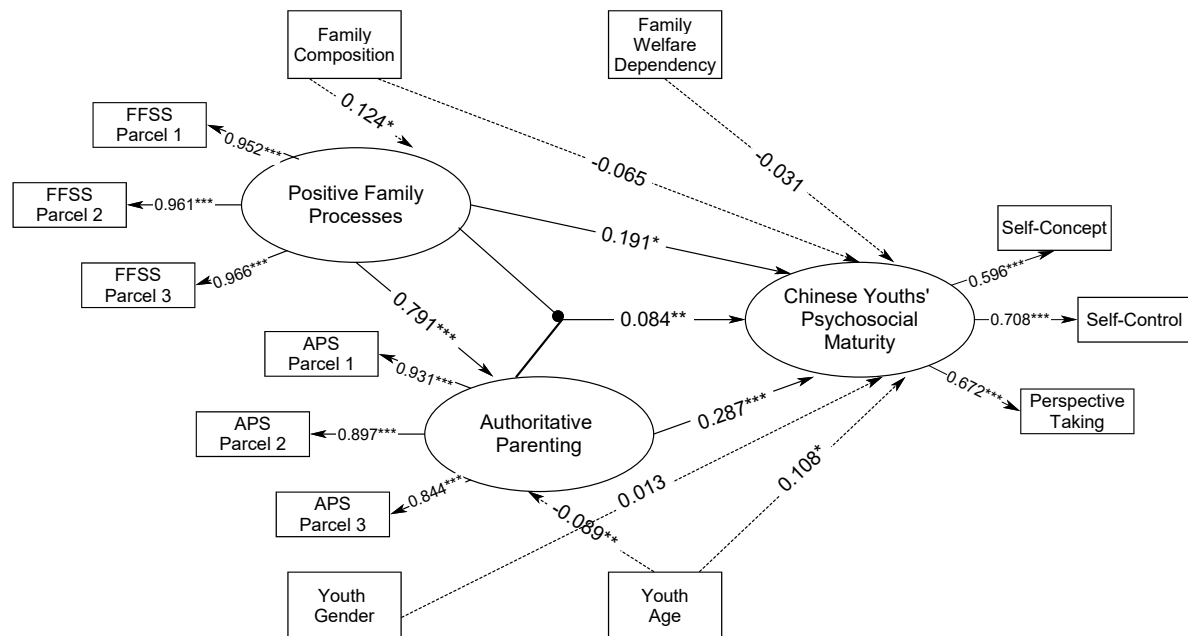 Family
Composition
Family
Welfare
Dependency
0.124*
FFSS
Parcel 1
0.952***
-0.065
-0.031
FFSS
Parcel 2
0.961***
Positive Family
Processes
0.191*
Self-Concept
0.596***
FFSS
Parcel 3
0.966***
0.791***
0.084**
Chinese Youths'
Psychosocial
Maturity
0.708***
Self-Control
APS
Parcel 1
0.931***
0.672***
Perspective
Taking
APS
Parcel 2
0.897***
Authoritative
Parenting
0.287***
APS
Parcel 3
0.844***
-0.089**
0.013
0.108*
Youth
Gender
Youth
Age